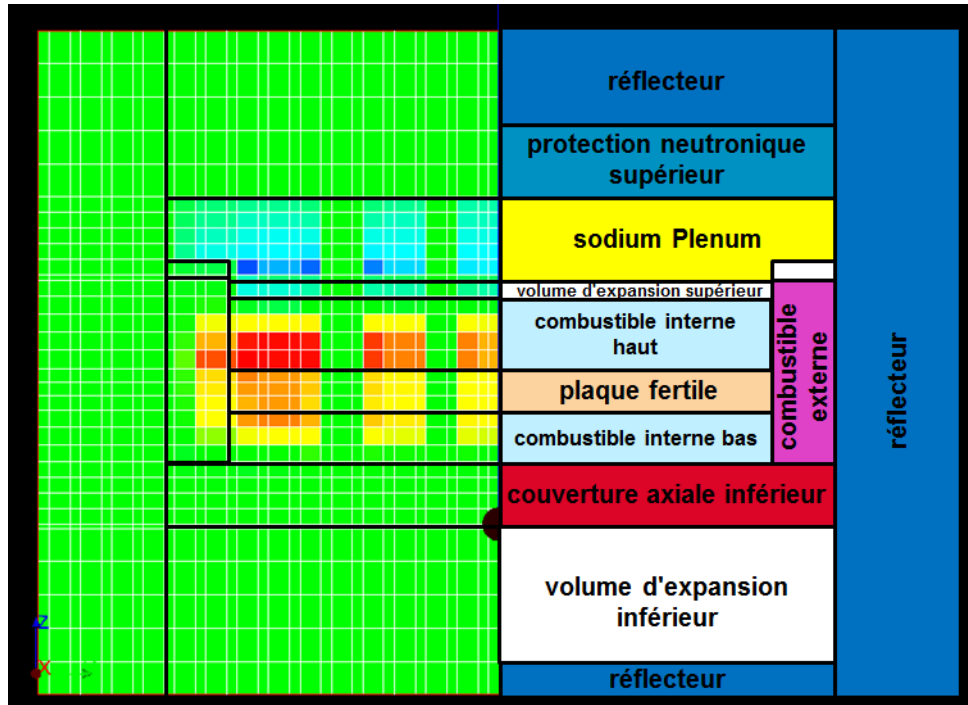 réflecteur
protection neutronique
supérieur
sodium Plenum
volume d'expansion supérieur
combustible interne
haut
plaque fertile
combustible interne bas
combustible
externe
réflecteur
couverture axiale inférieur
volume d'expansion
inférieur
réflecteur
Z
X